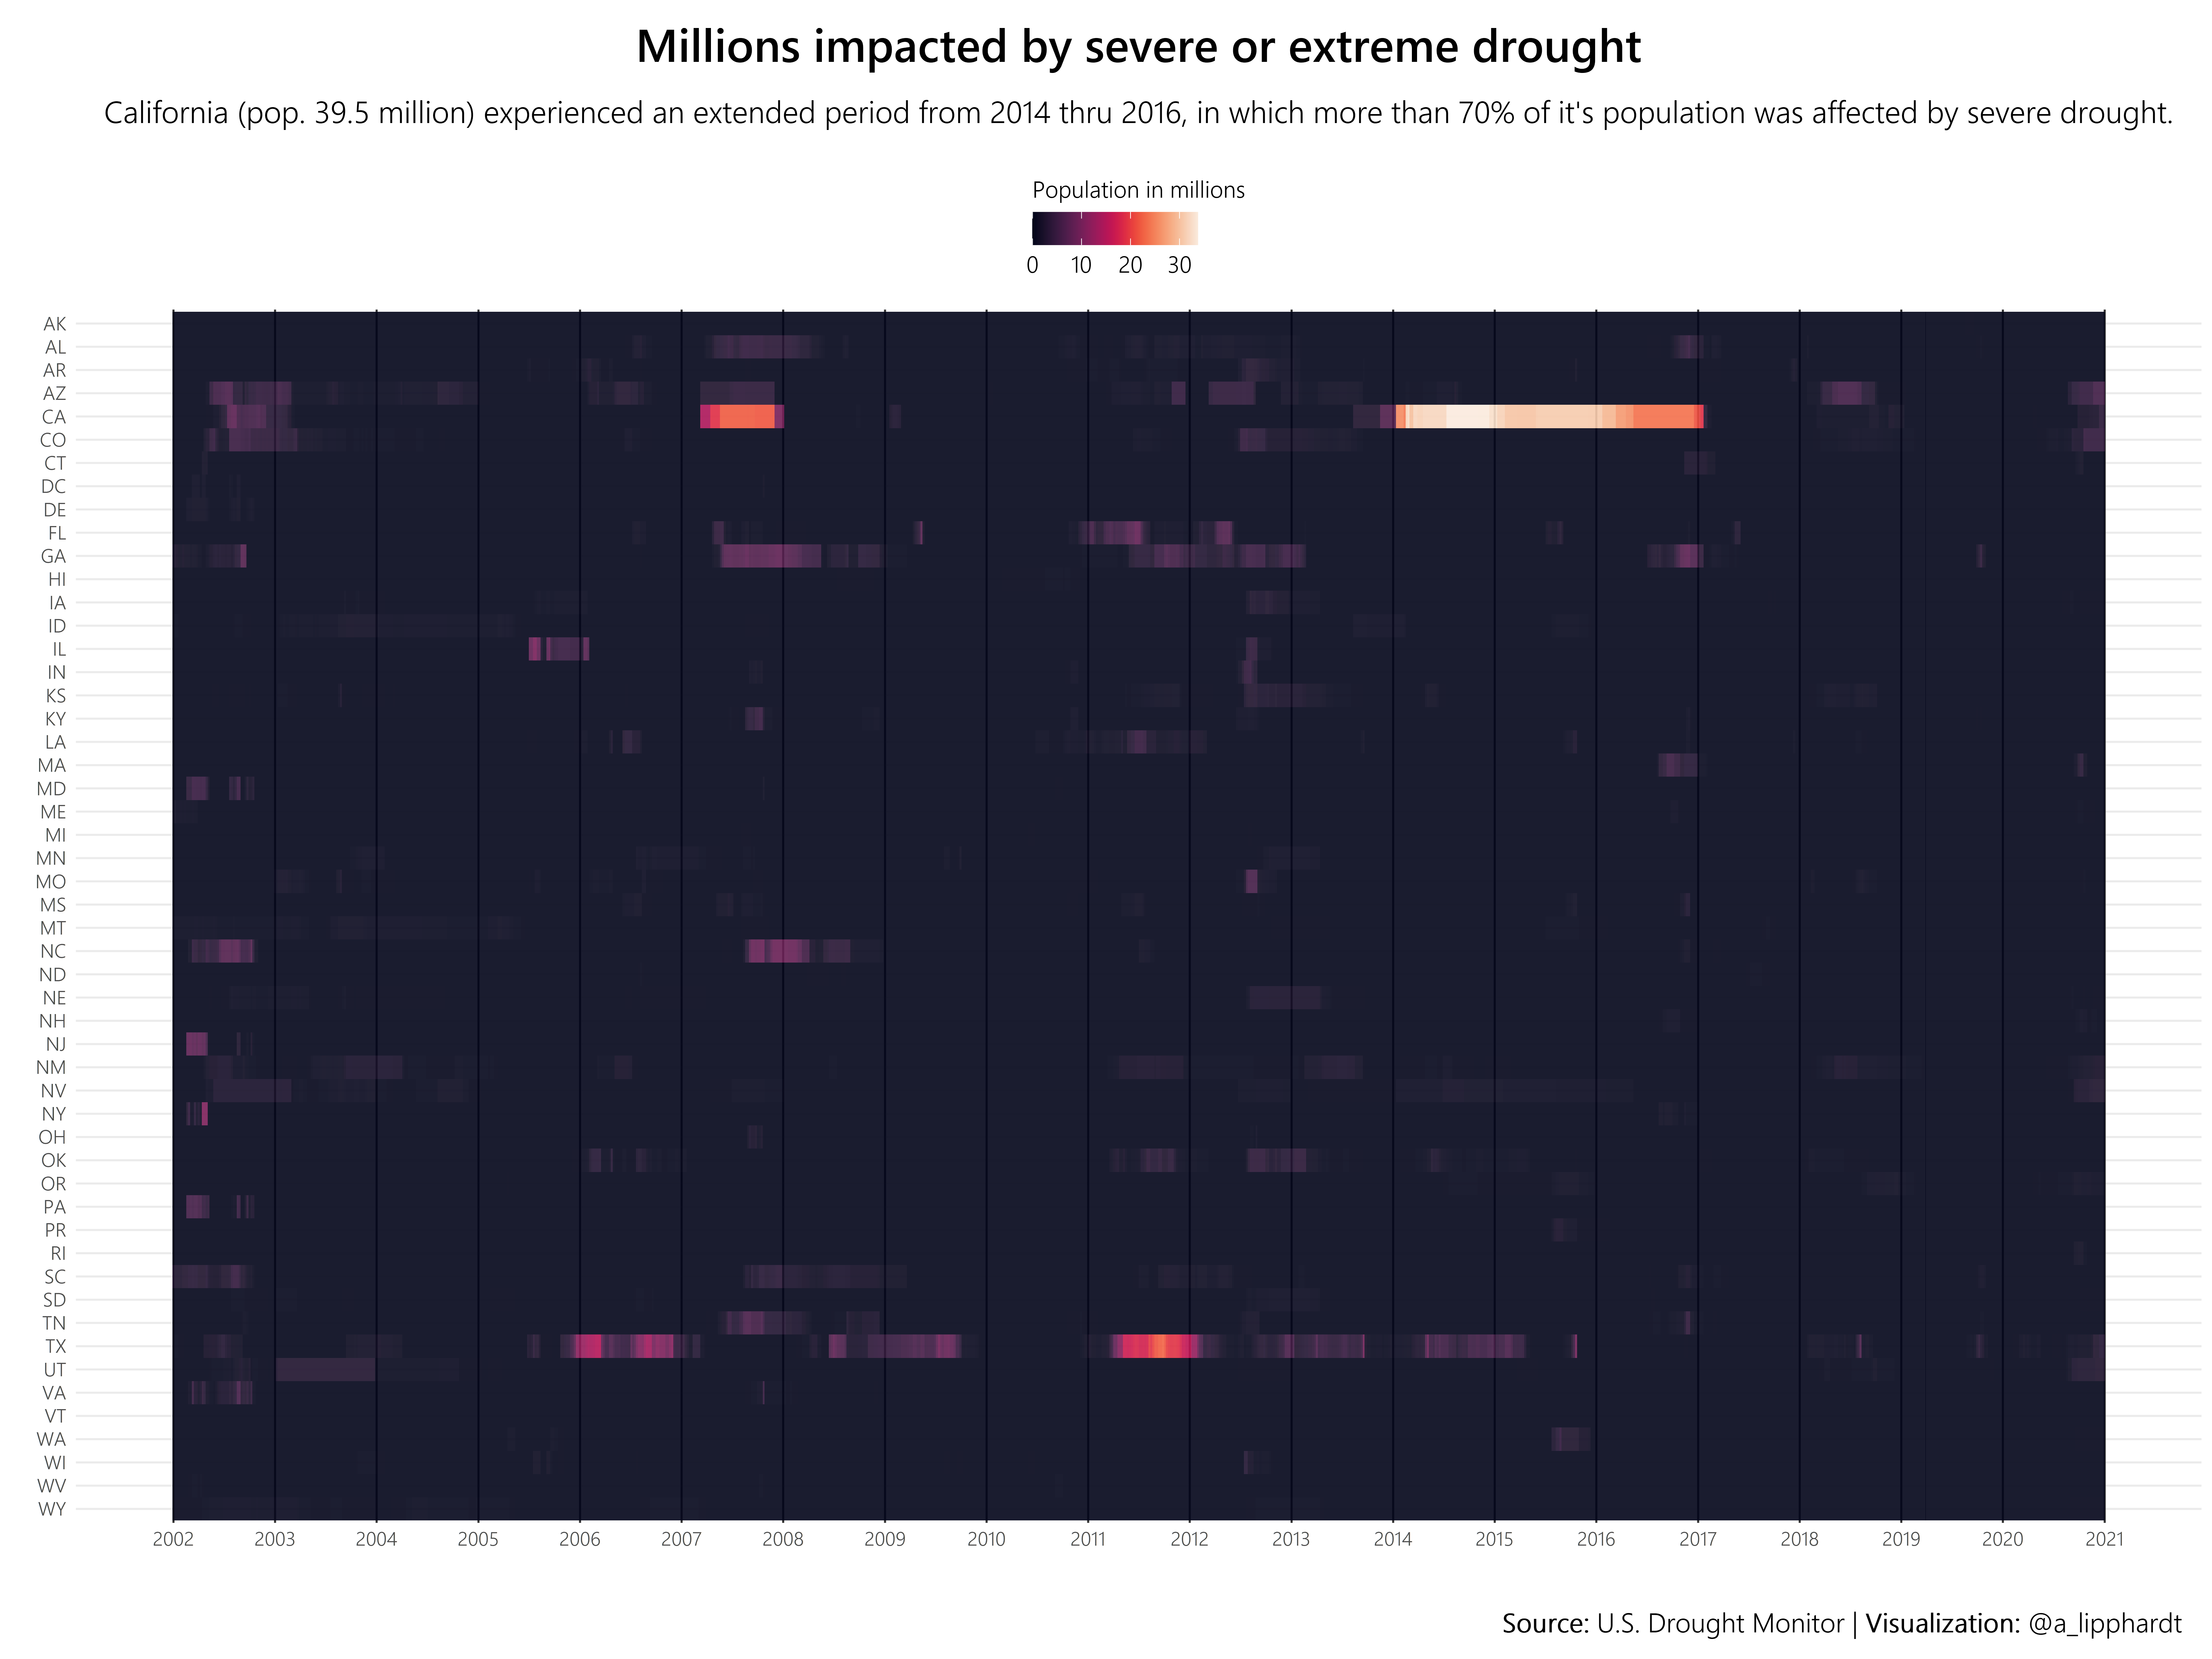 Millions impacted by severe or extreme drought
California (pop. 39.5 million) experienced an extended period from 2014 thru 2016, in which more than 70% of it's population was affected by severe drought.
Population in millions
0 10 20 30
AK
AL
AR
AZ
CA
CO
CT
DC
DE
FL
GA
HI
IA
ID
IL
IN
KS
KY
LA
MA
MD
ME
MI
MN
MO
MS
MT
NC
ND
NE
NH
NJ
NM
NV
NY
OH
OK
OR
PA
PR
RI
SC
SD
TN
TX
UT
VA
VT
WA
WI
WV
WY
2002 2003 2004 2005 2006 2007 2008 2009 2010 2011 2012 2013 2014 2015 2016 2017 2018 2019 2020 2021
Source: U.S. Drought Monitor | Visualization: @a_lipphardt